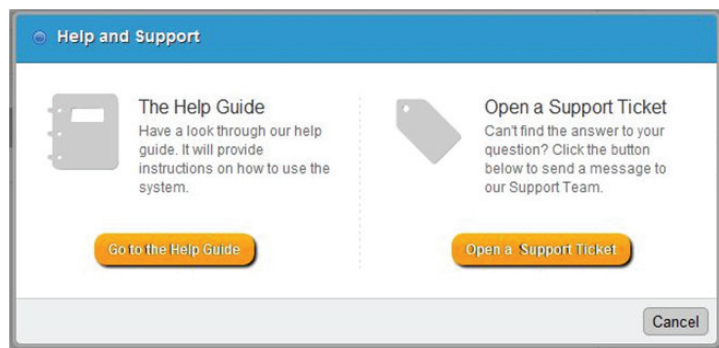 Help and Support
The Help Guide
Have a look through our help
guide. It will provide
instructions on how to use the
system.
Go to the Help Guide
Open a Support Ticket
Can't find the answer to your
question? Click the button
below to send a message to
our Support Team.
Open a Support Ticket
Cancel